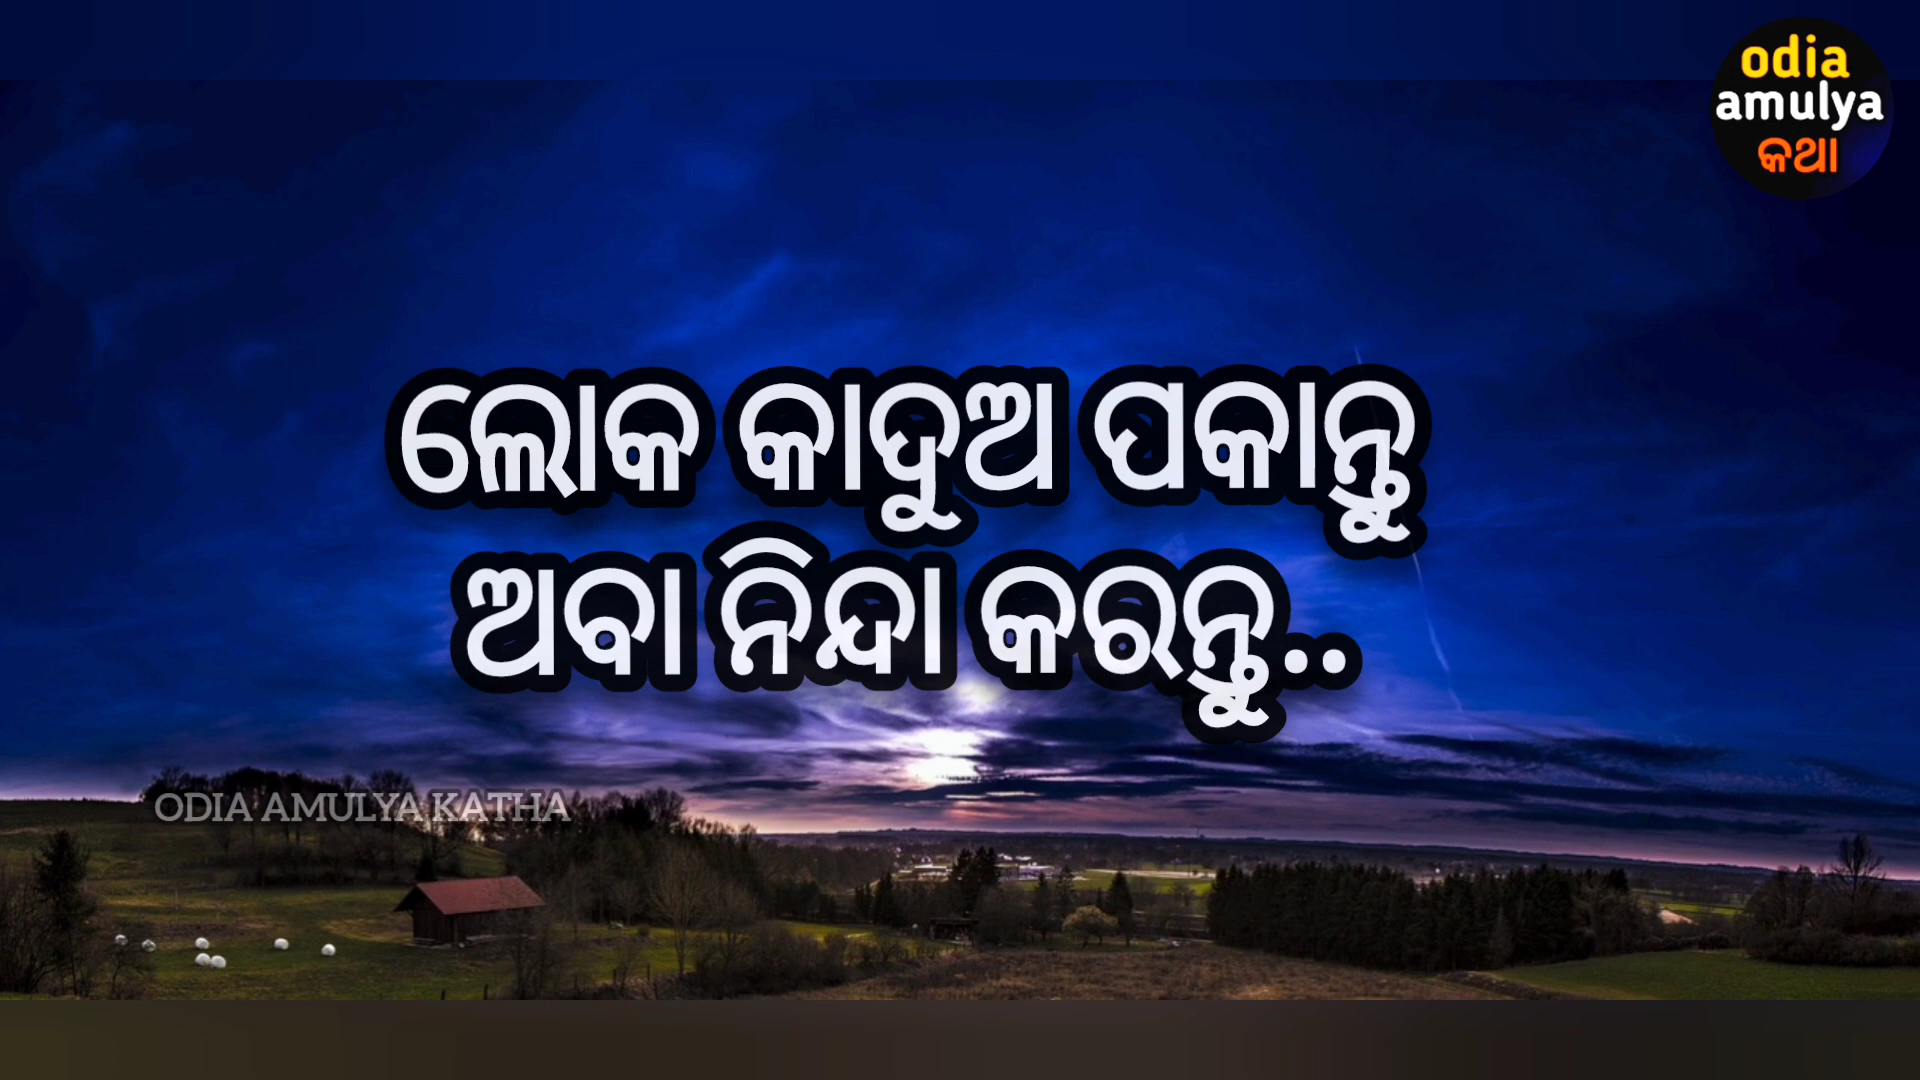 odia
amulya
କଥା
ଲୋକ କାଦୁଅ ପକାନ୍ତୁ
ଅବା ନିନ୍ଦା କରନ୍ତୁ..
ODIA AMULYA KATHA